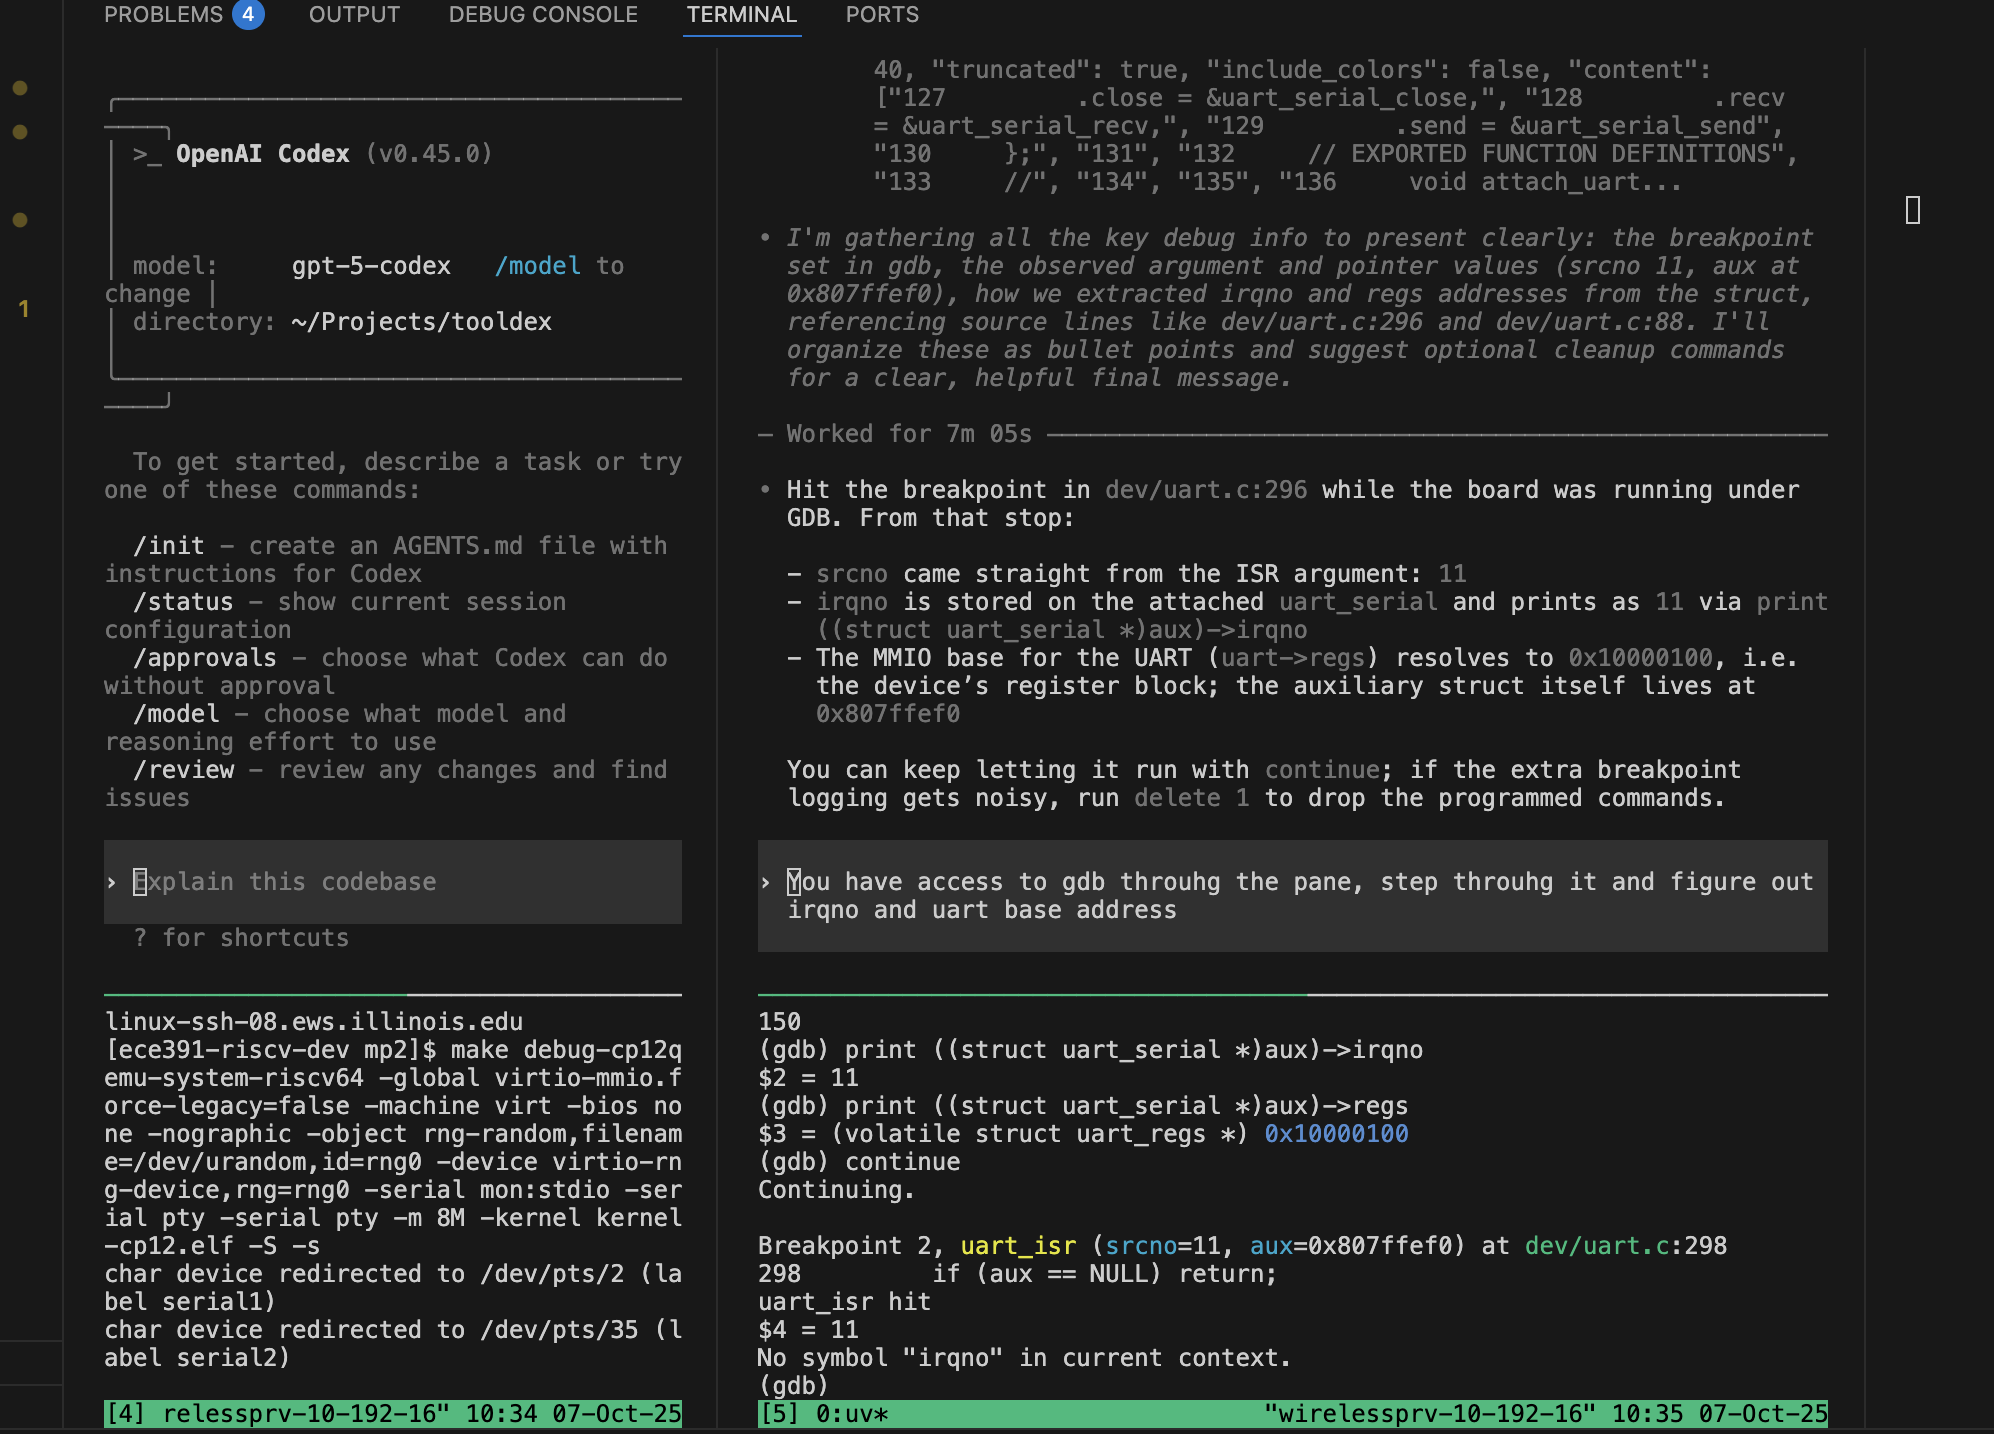 PROBLEMS 4 OUTPUT DEBUG CONSOLE TERMINAL PORTS
1
>_ OpenAI Codex (v0.45.0)
model: gpt-5-codex /model to
change
directory: ~/Projects/tooldex
To get started, describe a task or try
one of these commands:
/init - create an AGENTS.md file with
instructions for Codex
/status - show current session
configuration
/approvals - choose what Codex can do
without approval
/model - choose what model and
reasoning effort to use
/review - review any changes and find
issues
› Explain this codebase
? for shortcuts
linux-ssh-08.ews.illinois.edu
[ece391-riscv-dev mp2]$ make debug-cp12q
emu-system-riscv64 -global virtio-mmio.f
orce-legacy=false -machine virt -bios no
ne -nographic -object rng-random,filenam
e=/dev/urandom,id=rng0 -device virtio-rn
g-device,rng=rng0 -serial mon:stdio -ser
ial pty -serial pty -m 8M -kernel kernel
-cp12.elf -S -s
char device redirected to /dev/pts/2 (la
bel serial1)
char device redirected to /dev/pts/35 (l
abel serial2)
[4] relessprv-10-192-16" 10:34 07-Oct-25
40, "truncated": true, "include_colors": false, "content":
["127 .close = &uart_serial_close,", "128 .recv
= &uart_serial_recv,", "129 .send = &uart_serial_send",
"130 };", "131", "132 // EXPORTED FUNCTION DEFINITIONS",
"133 //", "134", "135", "136 void attach_uart...
• I'm gathering all the key debug info to present clearly: the breakpoint
set in gdb, the observed argument and pointer values (srcno 11, aux at
0x807ffef0), how we extracted irqno and regs addresses from the struct,
referencing source lines like dev/uart.c:296 and dev/uart.c:88. I'll
organize these as bullet points and suggest optional cleanup commands
for a clear, helpful final message.
─ Worked for 7m 05s ─
• Hit the breakpoint in dev/uart.c:296 while the board was running under
GDB. From that stop:
- srcno came straight from the ISR argument: 11
- irqno is stored on the attached uart_serial and prints as 11 via print
((struct uart_serial *)aux)->irqno
- The MMIO base for the UART (uart->regs) resolves to 0x10000100, i.e.
the device’s register block; the auxiliary struct itself lives at
0x807ffef0
You can keep letting it run with continue; if the extra breakpoint
logging gets noisy, run delete 1 to drop the programmed commands.
› You have access to gdb throuhg the pane, step throuhg it and figure out
irqno and uart base address
150
(gdb) print ((struct uart_serial *)aux)->irqno
$2 = 11
(gdb) print ((struct uart_serial *)aux)->regs
$3 = (volatile struct uart_regs *) 0x10000100
(gdb) continue
Continuing.
Breakpoint 2, uart_isr (srcno=11, aux=0x807ffef0) at dev/uart.c:298
298 if (aux == NULL) return;
uart_isr hit
$4 = 11
No symbol "irqno" in current context.
(gdb)
[5] 0:uv* "wirelessprv-10-192-16" 10:35 07-Oct-25